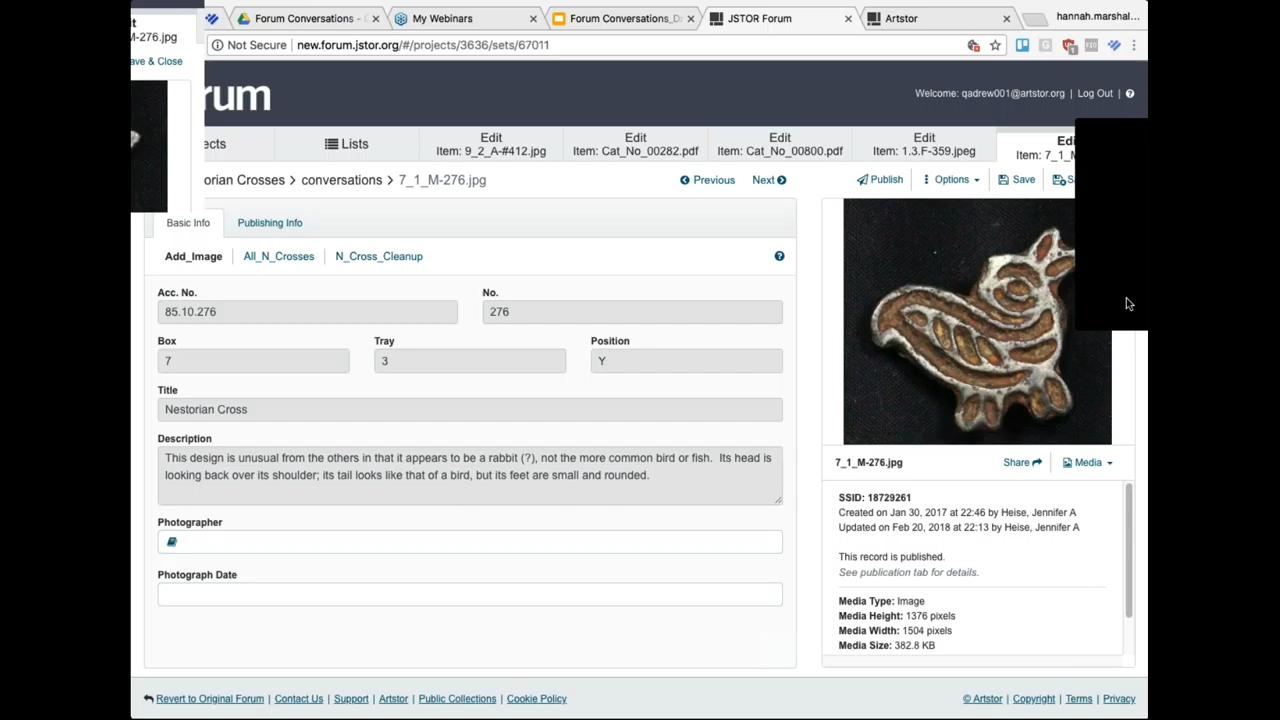 Forum Conversations -
My Webinars
Forum Conversations_D
JSTOR Forum
Artstor
hannah.marshal...
it
M-276.jpg
ave & Close
Not Secure | new.forum.jstor.org/#/projects/3636/sets/67011
rum
Welcome: qadrew001@artstor.org | Log Out |
ects
Lists
Edit
Item: 9_2_A-#412.jpg
Edit
Item: Cat_No_00282.pdf
Edit
Item: Cat_No_00800.pdf
Edit
Item: 1.3.F-359.jpeg
Edi
Item: 7_1_M
orian Crosses > conversations > 7_1_M-276.jpg
Previous
Next
Publish
Options
Save
Sa
Basic Info
Publishing Info
Add_Image
All_N_Crosses
N_Cross_Cleanup
Acc. No.
No.
85.10.276
276
Box
Tray
Position
7
3
Y
Title
Nestorian Cross
Description
This design is unusual from the others in that it appears to be a rabbit (?), not the more common bird or fish. Its head is
looking back over its shoulder; its tail looks like that of a bird, but its feet are small and rounded.
Photographer
Photograph Date
7_1_M-276.jpg
Share
Media
SSID: 18729261
Created on Jan 30, 2017 at 22:46 by Heise, Jennifer A
Updated on Feb 20, 2018 at 22:13 by Heise, Jennifer A
This record is published.
See publication tab for details.
Media Type: Image
Media Height: 1376 pixels
Media Width: 1504 pixels
Media Size: 382.8 KB
Revert to Original Forum | Contact Us | Support | Artstor | Public Collections | Cookie Policy
© Artstor | Copyright | Terms | Privacy